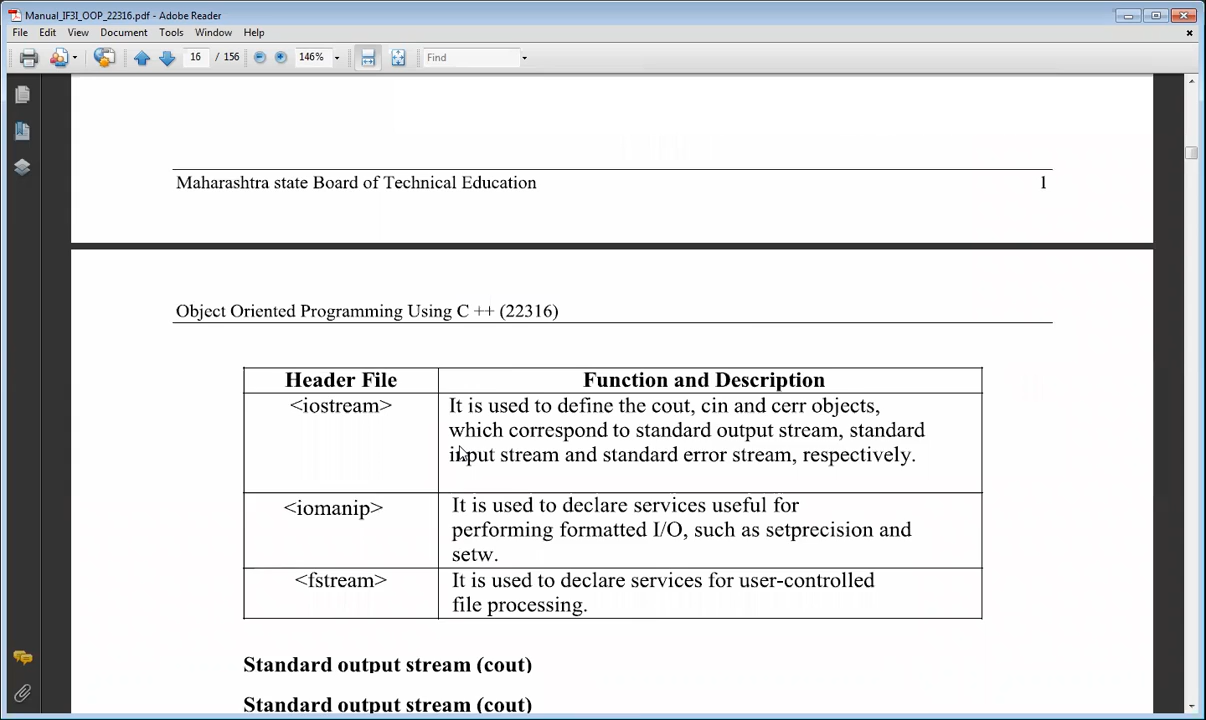 Manual_IF3I_OOP_22316.pdf - Adobe Reader
File Edit View Document Tools Window Help
16 / 156 146% Find
Maharashtra state Board of Technical Education 1
Object Oriented Programming Using C ++ (22316)
Header File Function and Description
<iostream> It is used to define the cout, cin and cerr objects,
which correspond to standard output stream, standard
input stream and standard error stream, respectively.
It is used to declare services useful for
<iomanip> performing formatted I/O, such as setprecision and
setw.
<fstream> It is used to declare services for user-controlled
file processing.
Standard output stream (cout)
Standard output stream (cout)